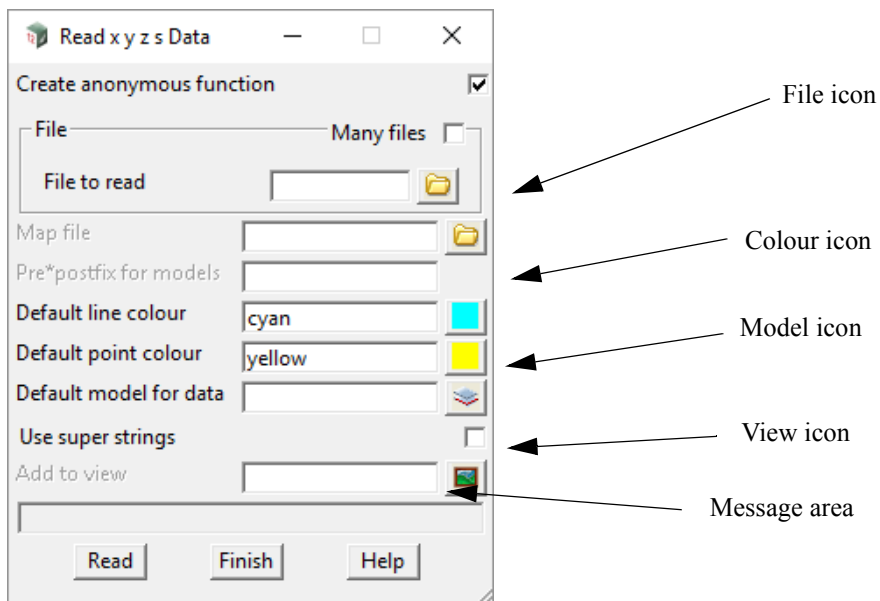 Read x y z s Data
Create anonymous function
File Many files
File icon
File to read
Map file
Colour icon
Pre*postfix for models
Default line colour cyan
Model icon
Default point colour yellow
Default model for data
Use super strings
View icon
Add to view
Message area
Read Finish Help